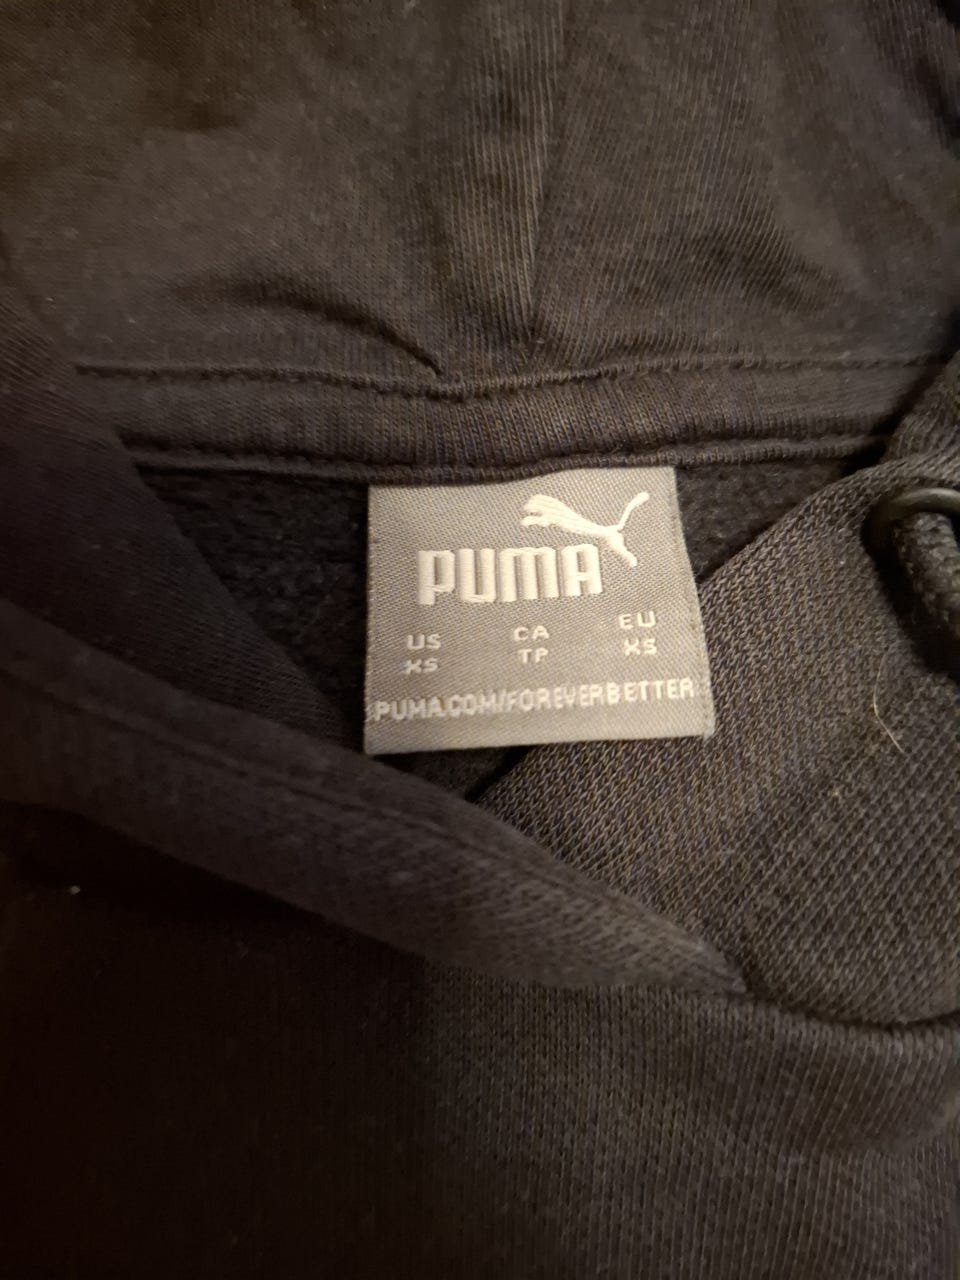 PUMA
US CA EU
XS TP XS
PUMA.COM/FOREVERBETTER